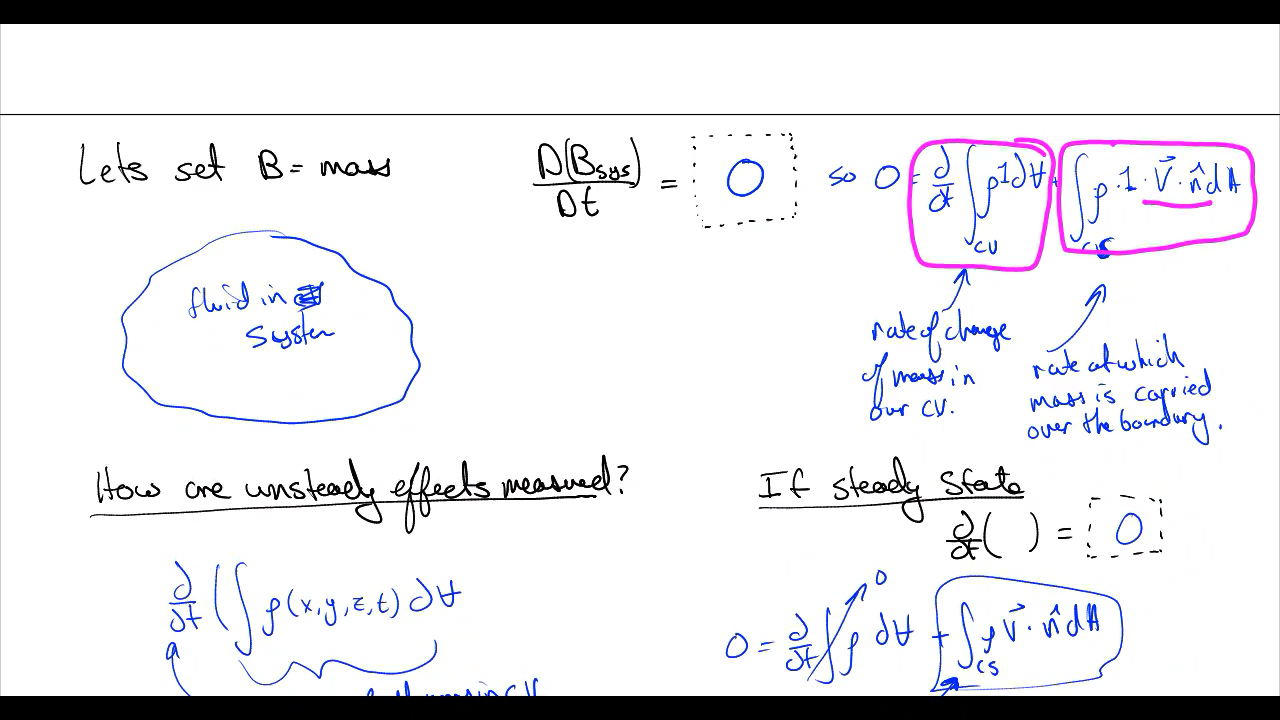 Lets set B = mass
D(Bsys)/Dt = 0
so 0 = ∂/∂t ∫CV ρ 1 d∀ + ∫CS ρ · 1 · V⃗ · n̂ dA
fluid in
system
rate of change
of mass in
our CV.
rate at which
mass is carried
over the boundary.
How are unsteady effects measured?
∂/∂t ( ∫ ρ(x,y,z,t) d∀
If steady state
∂/∂t ( ) = 0
0 = ∂/∂t ∫ ρ d∀ + ∫CS ρ V⃗ · n̂ dA
0
in CV